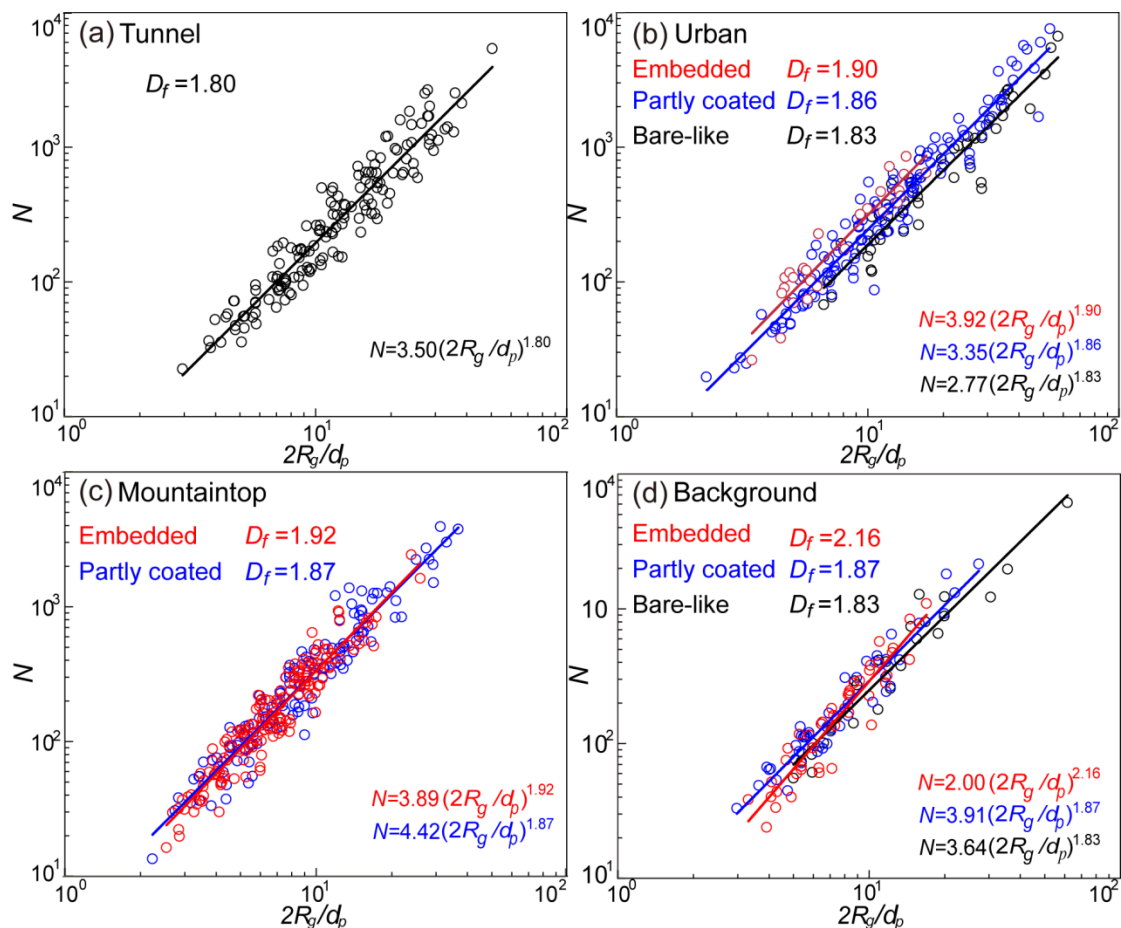 (a) Tunnel
D_f=1.80
N=3.50(2R_g/d_p)^1.80
10^4
10^3
10^2
10^1
N
10^0
10^1
10^2
2R_g/d_p
(b) Urban
Embedded D_f=1.90
Partly coated D_f=1.86
Bare-like D_f=1.83
N=3.92(2R_g/d_p)^1.90
N=3.35(2R_g/d_p)^1.86
N=2.77(2R_g/d_p)^1.83
10^4
10^3
10^2
10^1
N
10^0
10^1
10^2
2R_g/d_p
(c) Mountaintop
Embedded D_f=1.92
Partly coated D_f=1.87
N=3.89(2R_g/d_p)^1.92
N=4.42(2R_g/d_p)^1.87
10^4
10^3
10^2
10^1
N
10^0
10^1
10^2
2R_g/d_p
(d) Background
Embedded D_f=2.16
Partly coated D_f=1.87
Bare-like D_f=1.83
N=2.00(2R_g/d_p)^2.16
N=3.91(2R_g/d_p)^1.87
N=3.64(2R_g/d_p)^1.83
10^4
10^3
10^2
10^1
N
10^0
10^1
10^2
2R_g/d_p